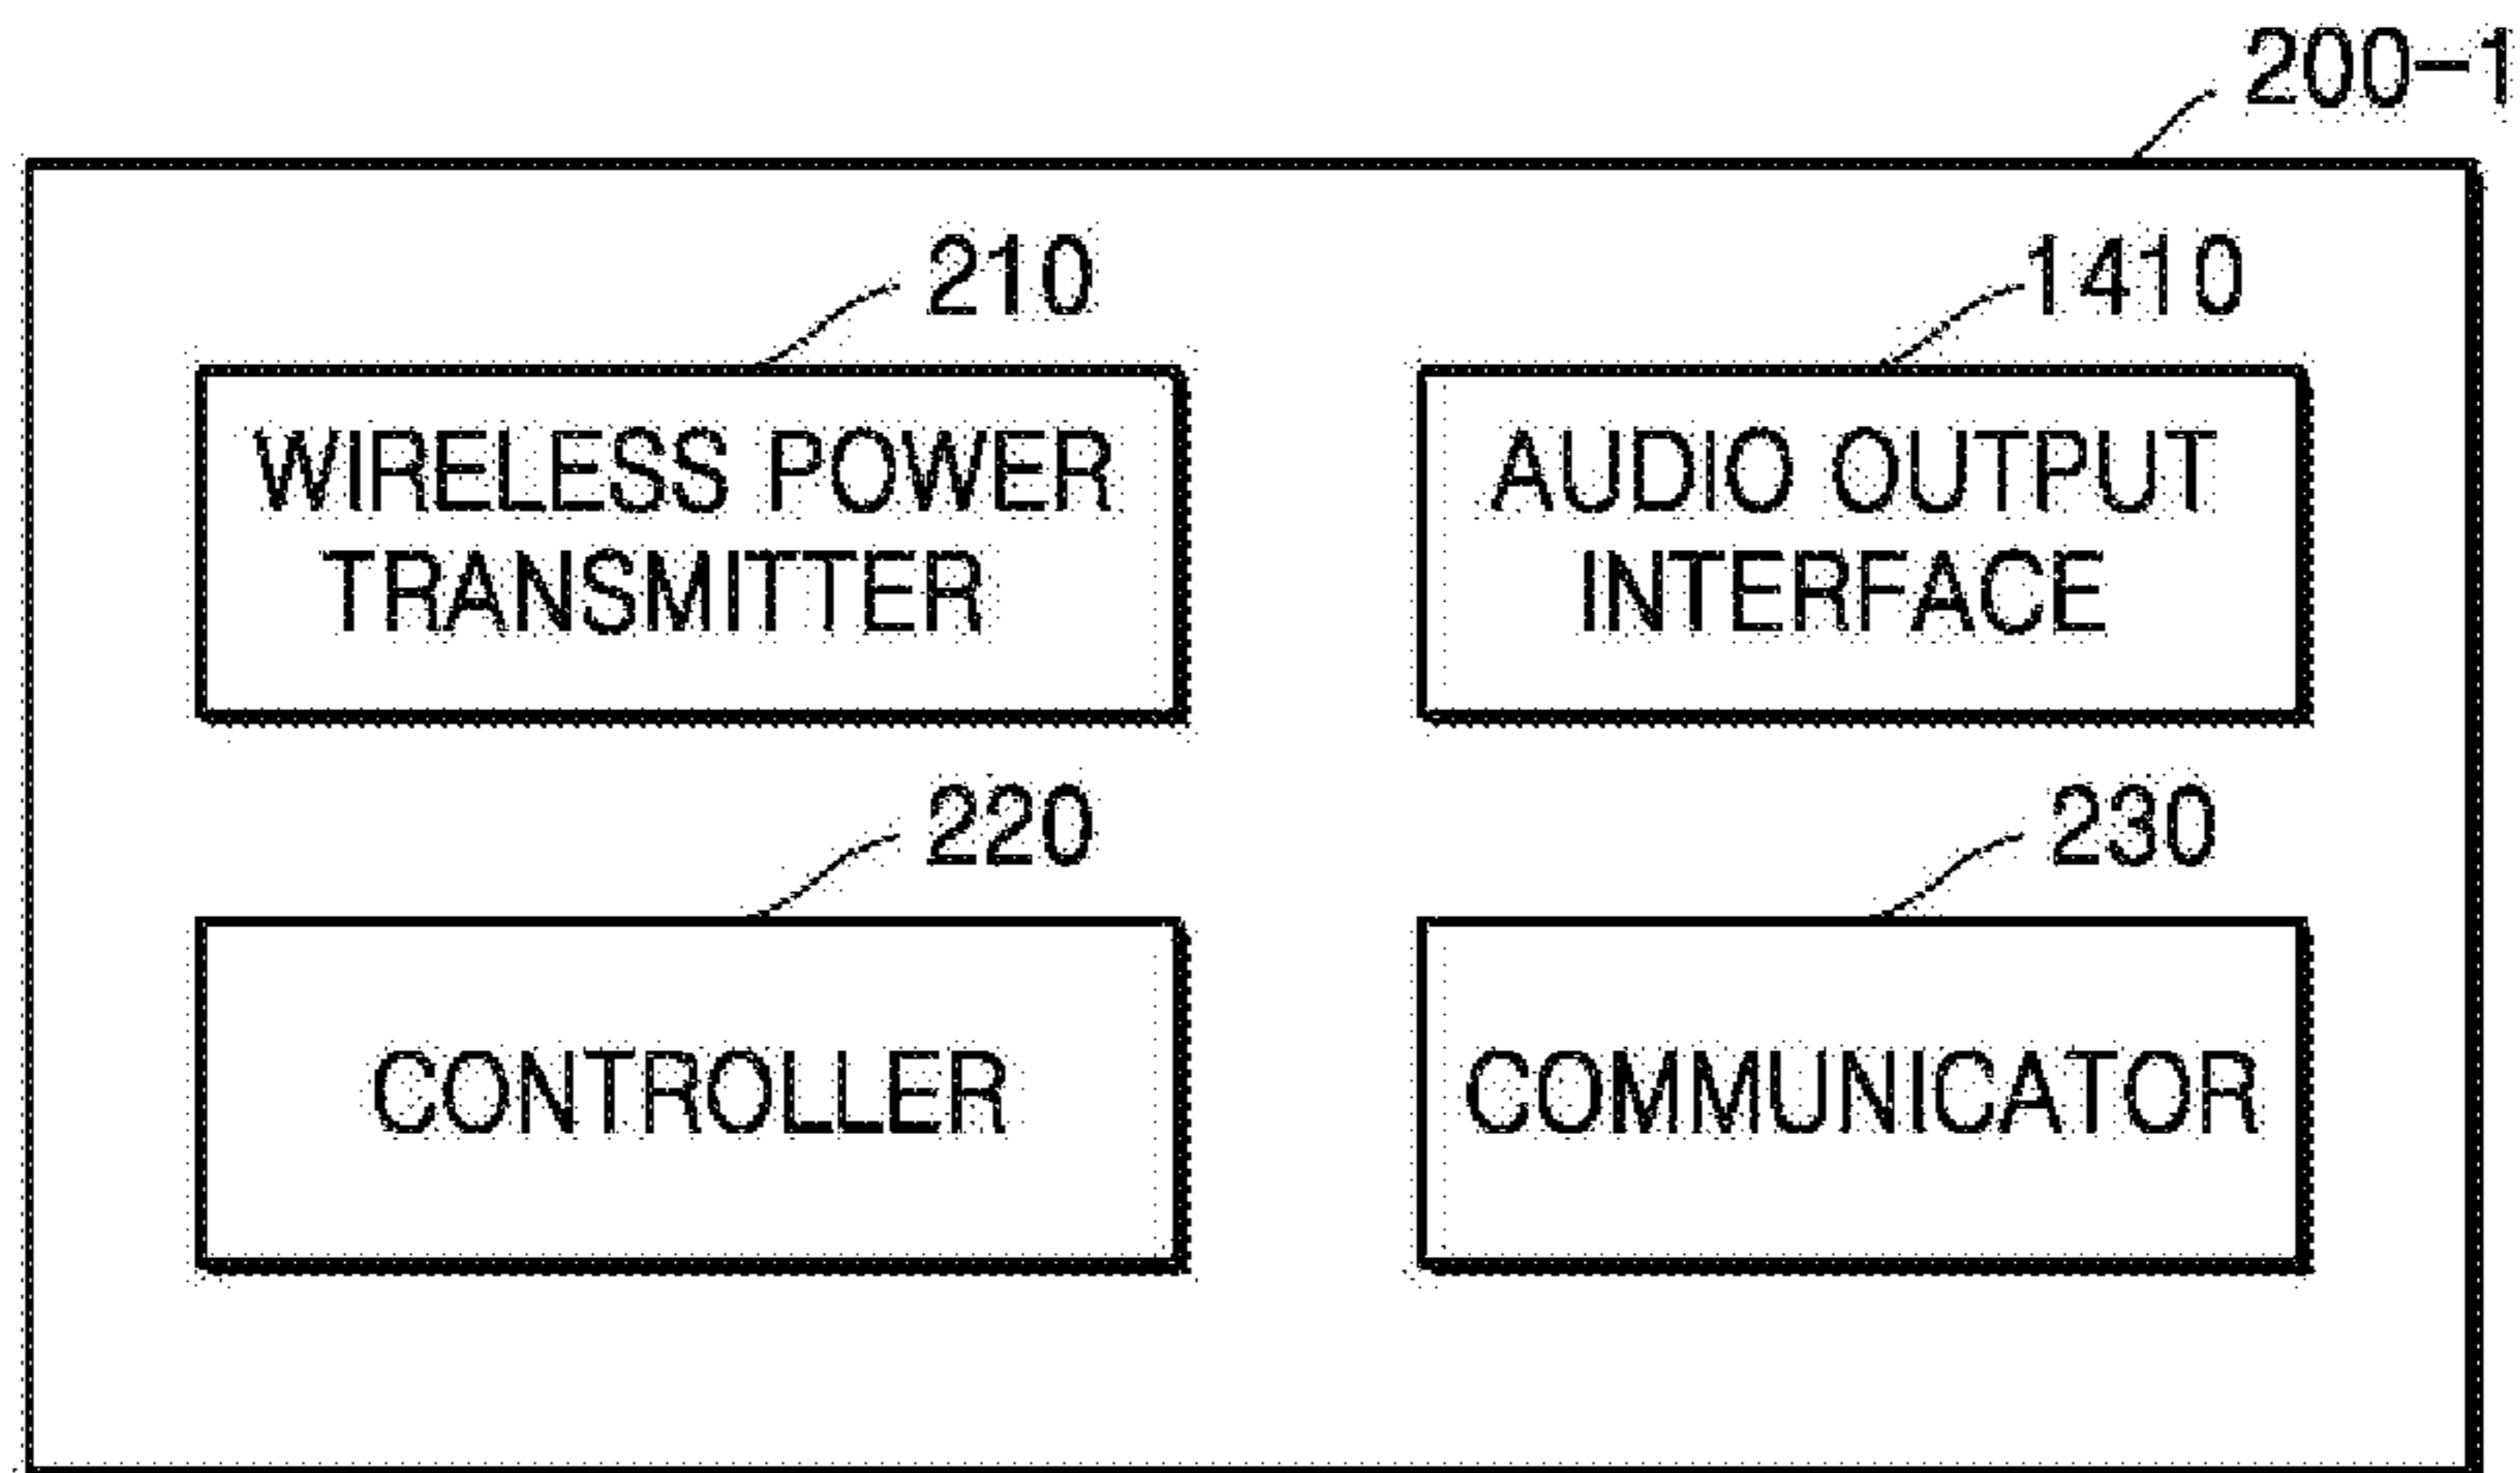 200-1
210
1410
WIRELESS POWER
TRANSMITTER
AUDIO OUTPUT
INTERFACE
220
230
CONTROLLER
COMMUNICATOR